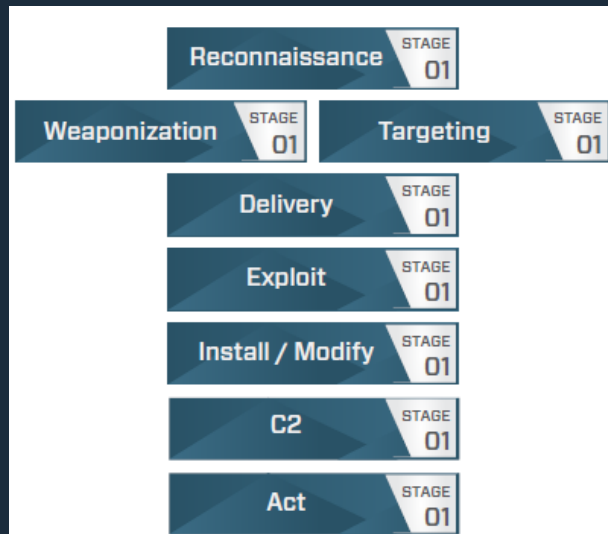 Reconnaissance STAGE 01
Weaponization STAGE 01 Targeting STAGE 01
Delivery STAGE 01
Exploit STAGE 01
Install / Modify STAGE 01
C2 STAGE 01
Act STAGE 01